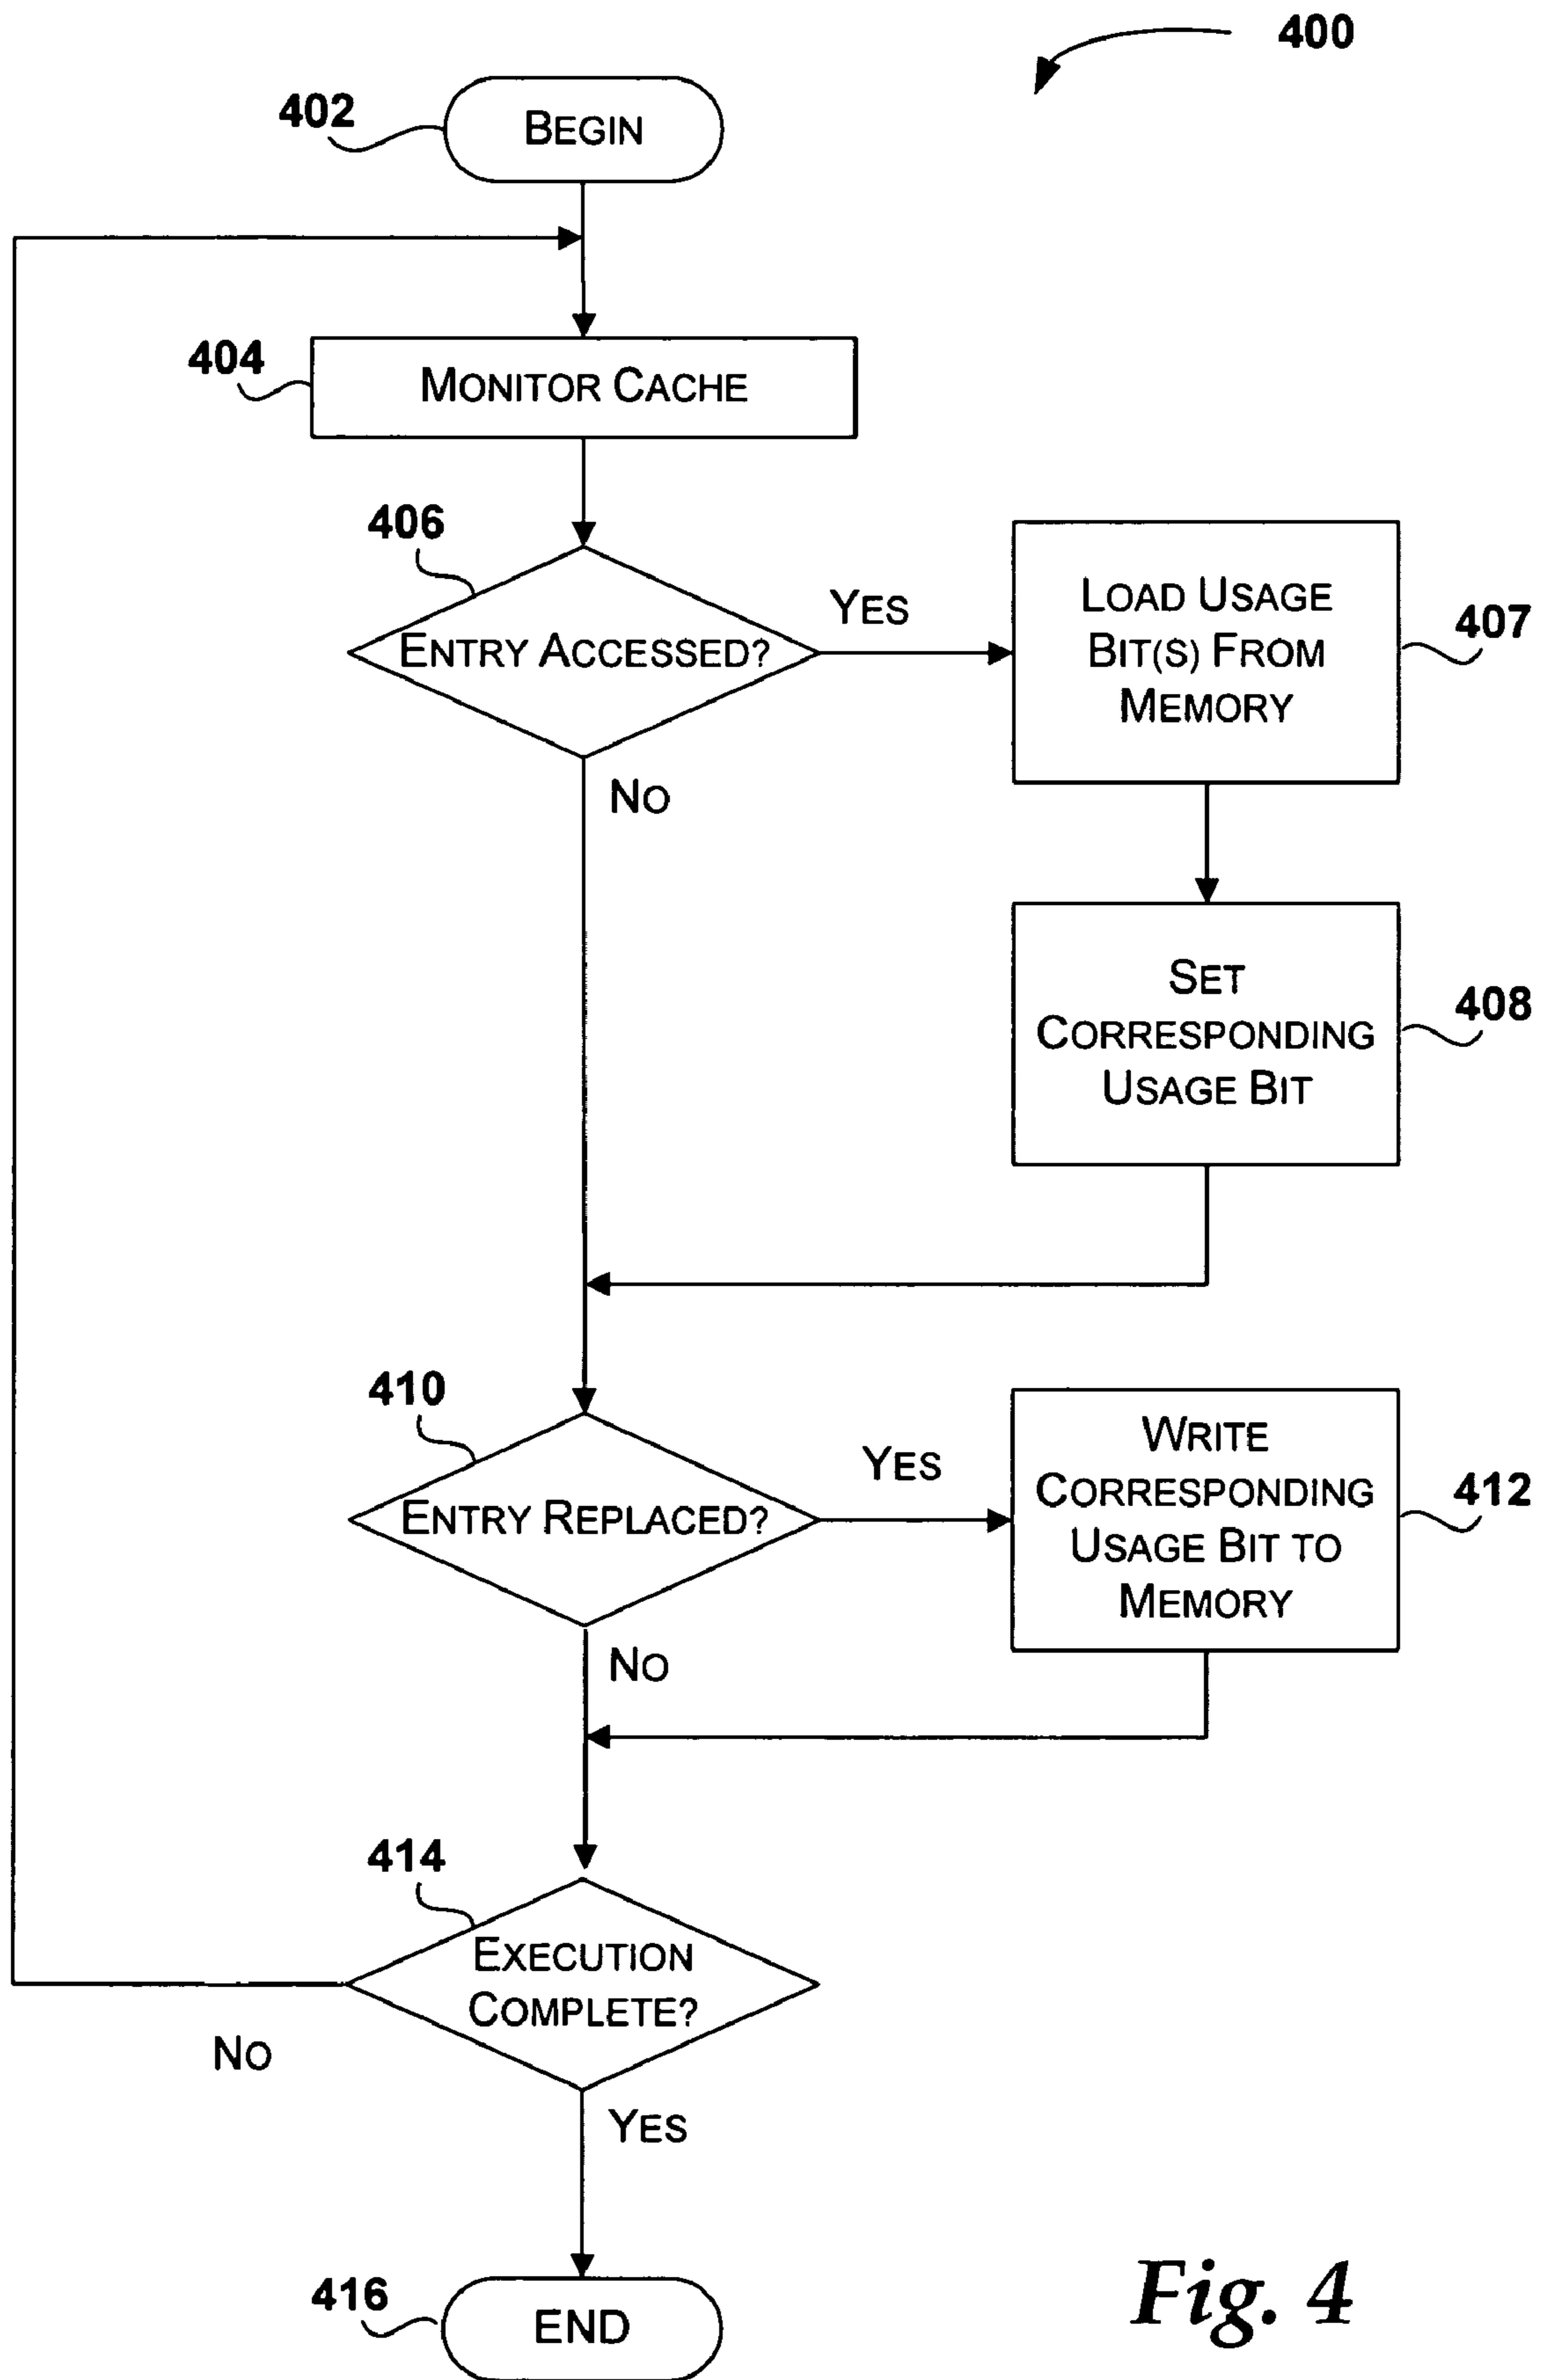 400
402
BEGIN
404
MONITOR CACHE
406
ENTRY ACCESSED?
YES
NO
LOAD USAGE
BIT(S) FROM
MEMORY
407
SET
CORRESPONDING
USAGE BIT
408
410
ENTRY REPLACED?
YES
NO
WRITE
CORRESPONDING
USAGE BIT TO
MEMORY
412
414
EXECUTION
COMPLETE?
NO
YES
416
END
Fig. 4